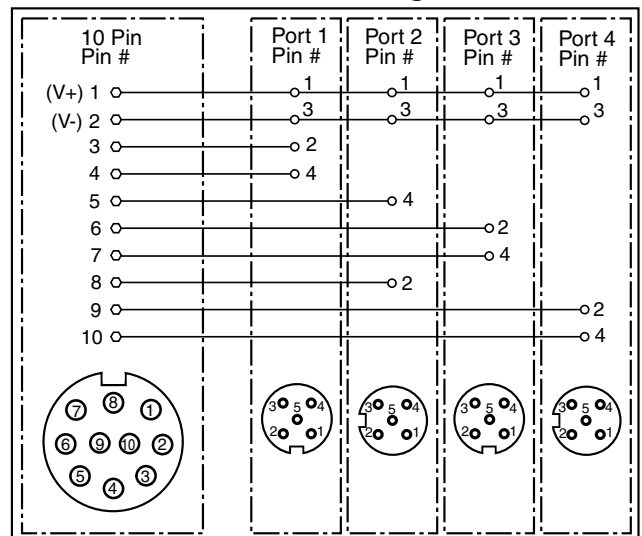 10 Pin
Pin #
Port 1
Pin #
Port 2
Pin #
Port 3
Pin #
Port 4
Pin #
(V+) 1 1 1 1 1
(V-) 2 3 3 3 3
3 2
4 4
5 4
6 2
7 4
8 2
9 2
10 4
8
7 1
6 9 10 2
5 3
4
3 5 4
2 1
3 5 4
2 1
3 5 4
2 1
3 5 4
2 1